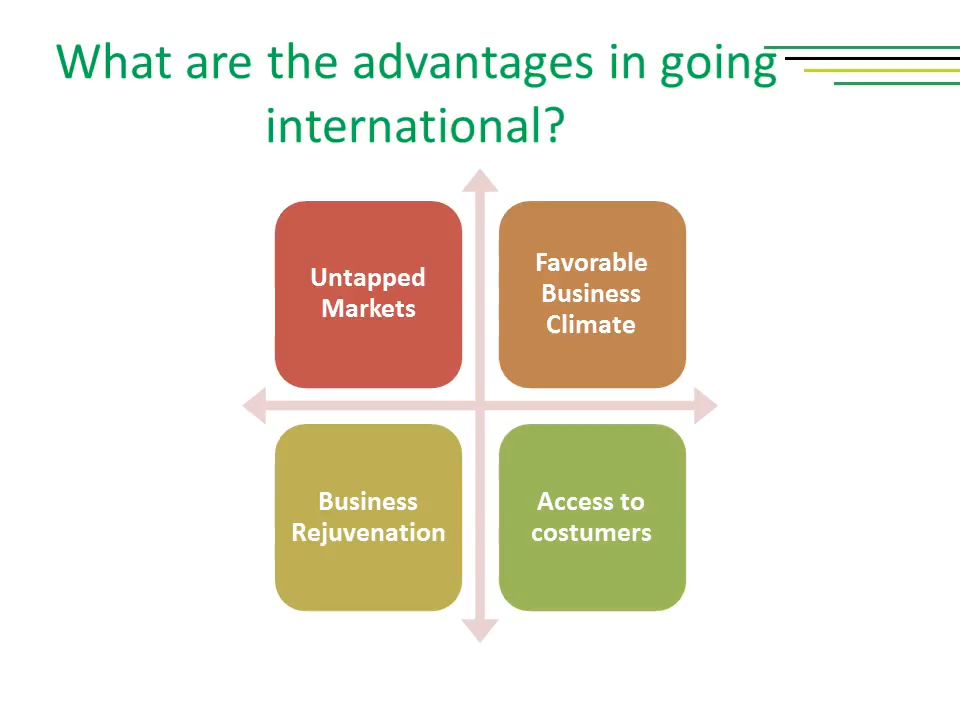 What are the advantages in going
international?
Untapped
Markets
Favorable
Business
Climate
Business
Rejuvenation
Access to
costumers